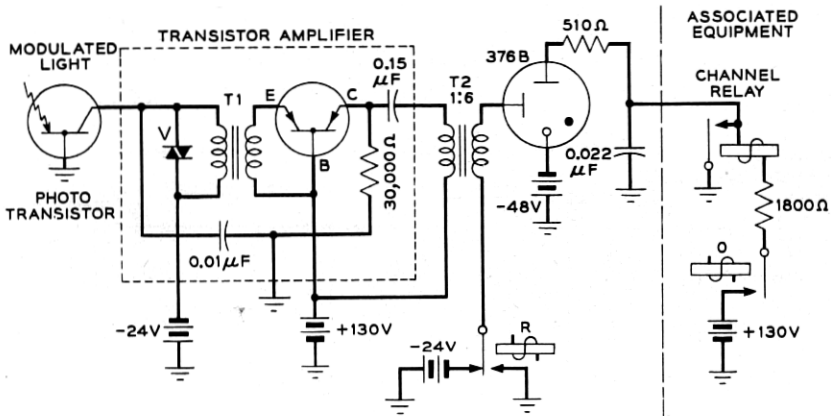 MODULATED
LIGHT
PHOTO
TRANSISTOR
TRANSISTOR AMPLIFIER
V
T1
E
C
B
0.15
μF
30,000Ω
0.01μF
-24V
+130V
T2
1:6
376B
510Ω
-48V
0.022
μF
-24V
R
ASSOCIATED
EQUIPMENT
CHANNEL
RELAY
1800Ω
O
+130V